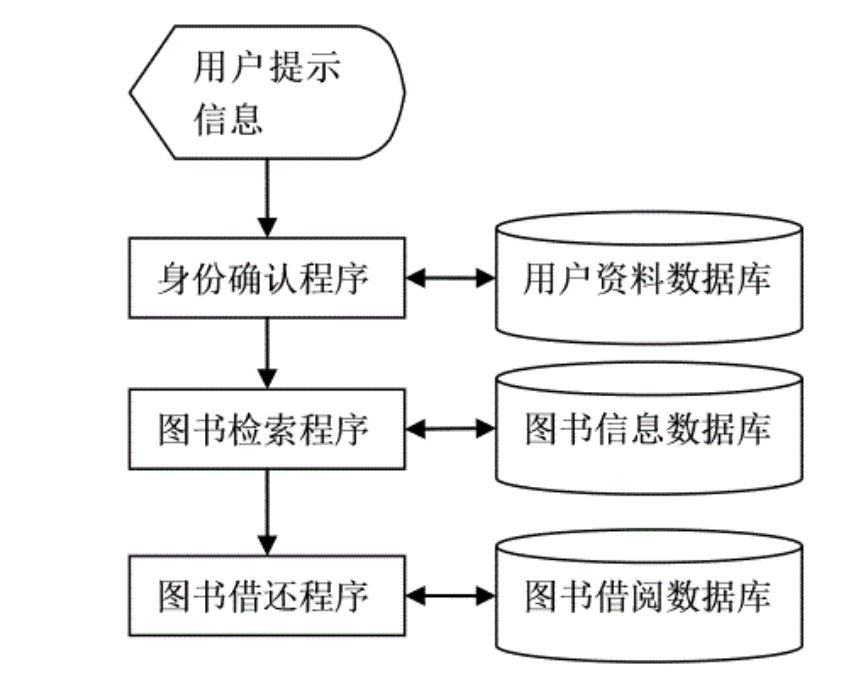 用户提示
信息
身份确认程序
用户资料数据库
图书检索程序
图书信息数据库
图书借还程序
图书借阅数据库